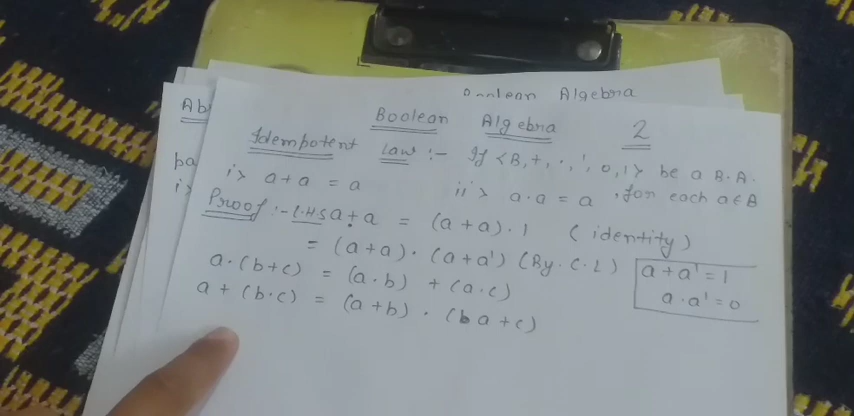 Boolean Algebra
Boolean Algebra 2
Ab
Idempotent Law :- If <B, +, ·, ', 0, 1> be a B.A.
i> a+a = a ii> a·a = a , for each a∈B
Proof :- L.H.S a+a = (a+a)·1 (identity)
= (a+a)·(a+a') (By. C.L)
a+a'=1
a·a'=0
a·(b+c) = (a·b) + (a·c)
a + (b·c) = (a+b) · (a+c)